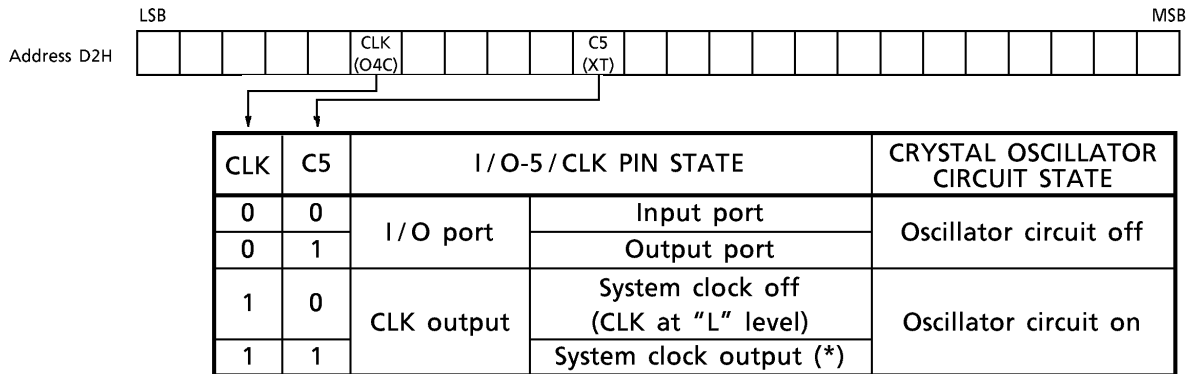 LSB MSB
Address D2H CLK (O4C) C5 (XT)
CLK C5 I/O-5/CLK PIN STATE CRYSTAL OSCILLATOR CIRCUIT STATE
0 0 I/O port Input port Oscillator circuit off
0 1 Output port
1 0 CLK output System clock off (CLK at "L" level) Oscillator circuit on
1 1 System clock output (*)